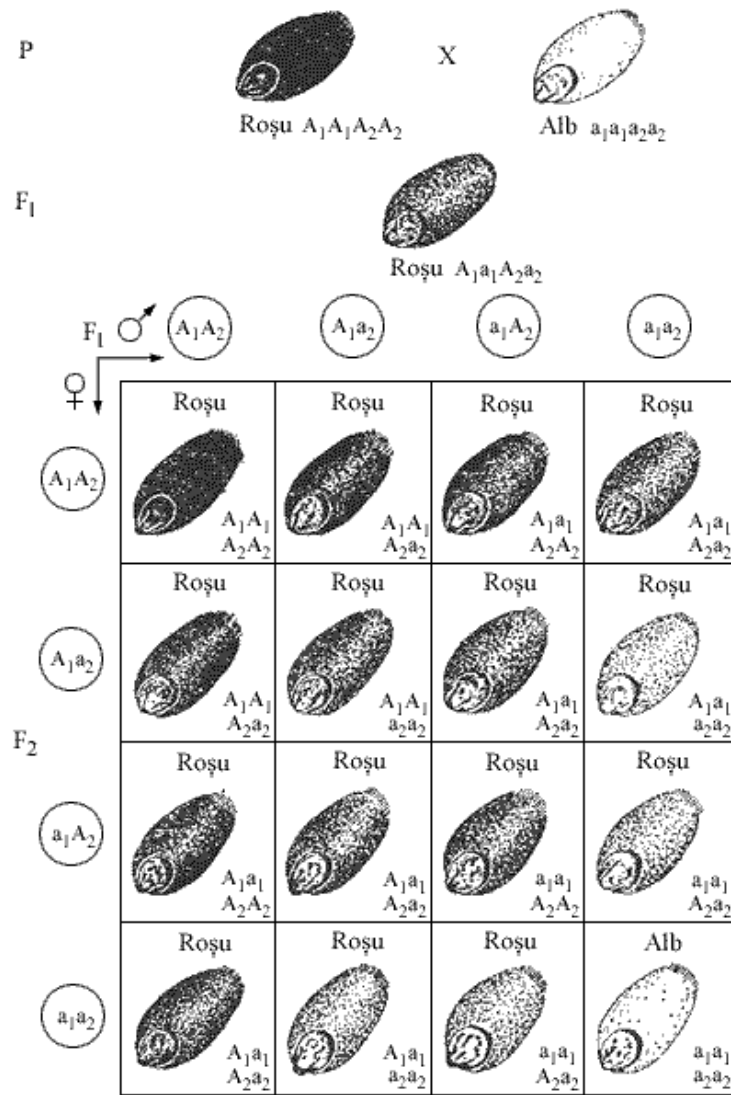 P
X
Roșu A₁A₁A₂A₂
Alb a₁a₁a₂a₂
F₁
Roșu A₁a₁A₂a₂
F₁ ♂ A₁A₂ A₁a₂ a₁A₂ a₁a₂
♀
Roșu Roșu Roșu Roșu
A₁A₂
A₁A₁ A₁A₁ A₁a₁ A₁a₁
A₂A₂ A₂a₂ A₂A₂ A₂a₂
Roșu Roșu Roșu Roșu
A₁a₂
A₁A₁ A₁A₁ A₁a₁ A₁a₁
A₂a₂ a₂a₂ A₂a₂ a₂a₂
F₂
Roșu Roșu Roșu Roșu
a₁A₂
A₁a₁ A₁a₁ a₁a₁ a₁a₁
A₂A₂ A₂a₂ A₂A₂ A₂a₂
Roșu Roșu Roșu Alb
a₁a₂
A₁a₁ A₁a₁ a₁a₁ a₁a₁
A₂a₂ a₂a₂ A₂a₂ a₂a₂